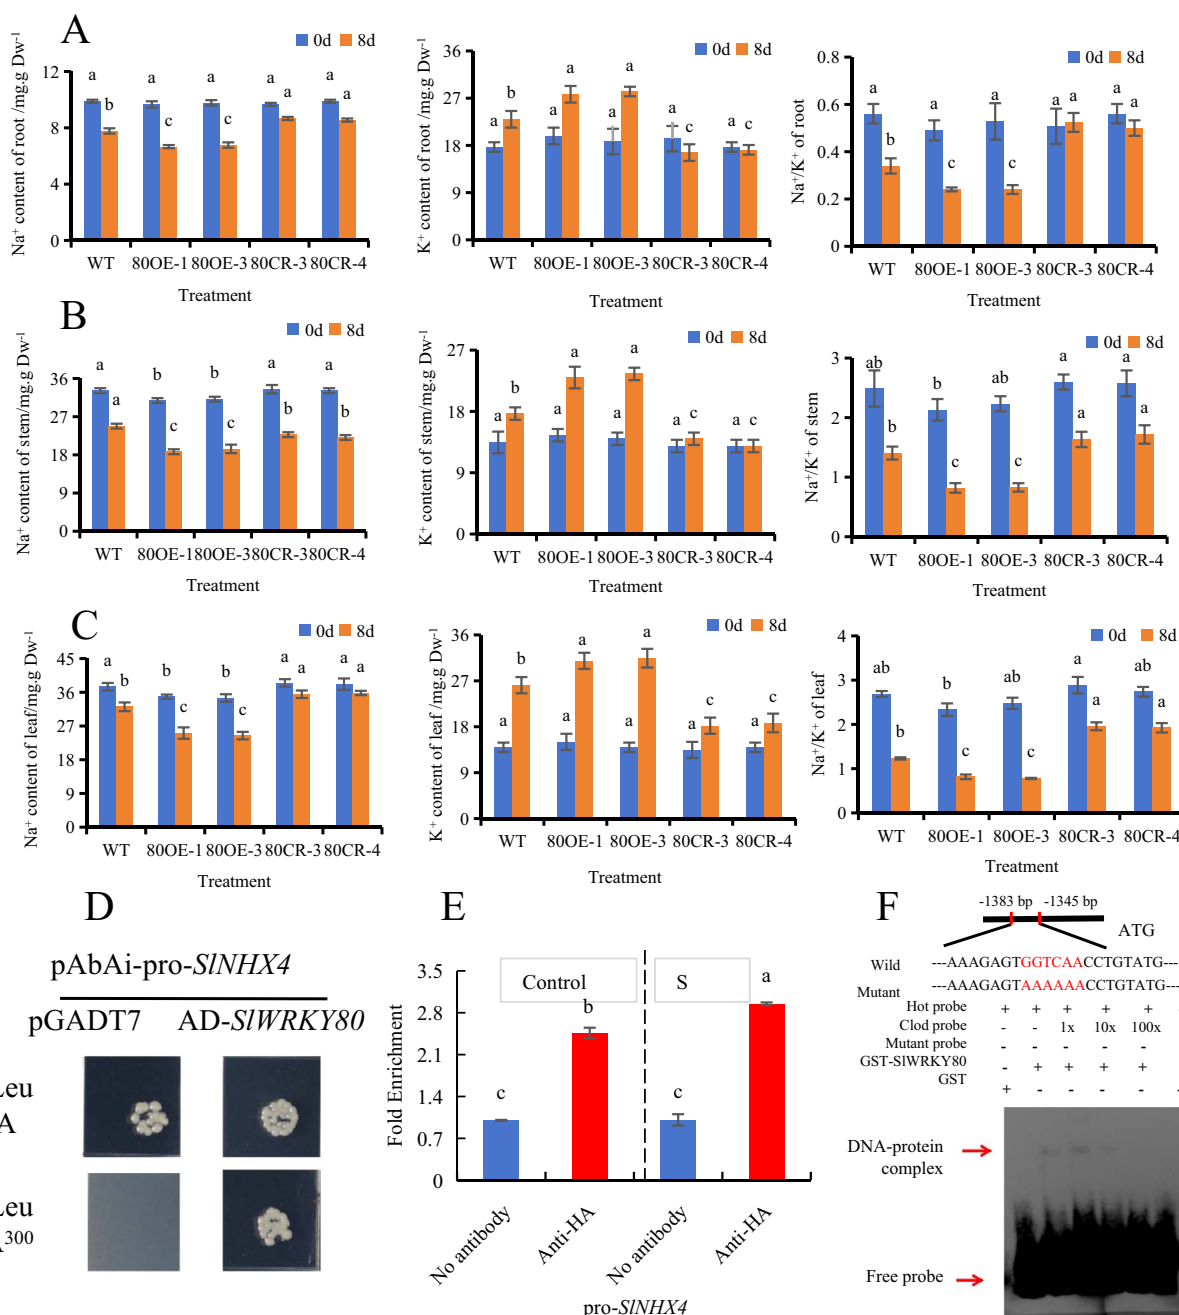 A
0d 8d
Na⁺ content of root /mg.g Dw⁻¹
12
9
8
4
0
a b a c a c a a a a
WT 80OE-1 80OE-3 80CR-3 80CR-4
Treatment
0d 8d
K⁺ content of root/mg.g Dw⁻¹
36
27
18
9
0
a b a a a a a c a c
WT 80OE-1 80OE-3 80CR-3 80CR-4
Treatment
0d 8d
Na⁺/K⁺ of root
0.8
0.6
0.4
0.2
0
a b a c a c a a a a
WT 80OE-1 80OE-3 80CR-3 80CR-4
Treatment
B
0d 8d
Na⁺ content of stem/mg.g Dw⁻¹
36
27
18
9
0
a a b c b c a b a b
WT 80OE-1 80OE-3 80CR-3 80CR-4
Treatment
0d 8d
K⁺ content of stem/mg.g Dw⁻¹
27
18
9
0
a b a a a a a c a c
WT 80OE-1 80OE-3 80CR-3 80CR-4
Treatment
0d 8d
Na⁺/K⁺ of stem
3
2
1
0
ab b b c ab c a a a a
WT 80OE-1 80OE-3 80CR-3 80CR-4
Treatment
C
0d 8d
Na⁺ content of leaf/mg.g Dw⁻¹
45
36
27
18
9
0
a b b c b c a a a a
WT 80OE-1 80OE-3 80CR-3 80CR-4
Treatment
0d 8d
K⁺ content of leaf /mg.g Dw⁻¹
36
27
18
9
0
a b a a a a a c a c
WT 80OE-1 80OE-3 80CR-3 80CR-4
Treatment
0d 8d
Na⁺/K⁺ of leaf
4
3
2
1
0
ab b b c ab c a ab ab a
WT 80OE-1 80OE-3 80CR-3 80CR-4
Treatment
D
pAbAi-pro-SlNHX4
pGADT7 AD-SlWRKY80
Leu
A
Leu
300
E
Fold Enrichment
3.5
2.8
2.1
1.4
0.7
0
Control S
c b c a
No antibody Anti-HA No antibody Anti-HA
pro-SlNHX4
F
-1383 bp -1345 bp
ATG
Wild ---AAAGAGTGGTCAACCTGTATG---
Mutant ---AAAGAGTAAAAAACCTGTATG---
Hot probe + + + + +
Clod probe - - 1x 10x 100x
Mutant probe - - - - -
GST-SlWRKY80 - + + + +
GST + - - - -
DNA-protein
complex
Free probe